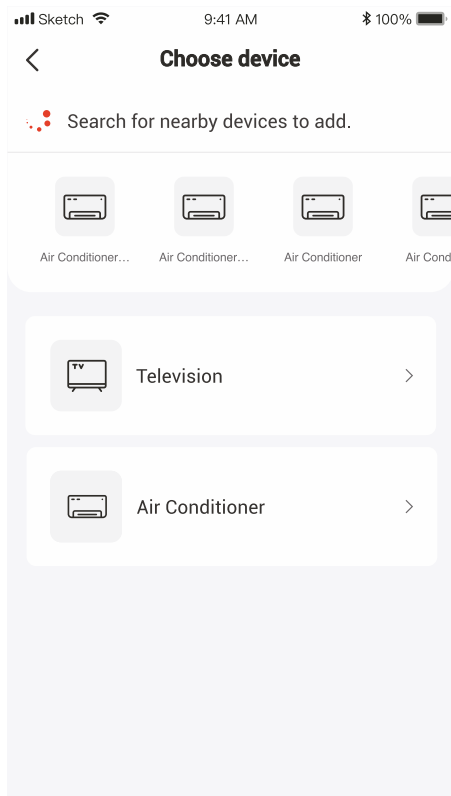 Sketch 9:41 AM 100%
Choose device
Search for nearby devices to add.
Air Conditioner... Air Conditioner... Air Conditioner Air Cond
TV
Television
Air Conditioner